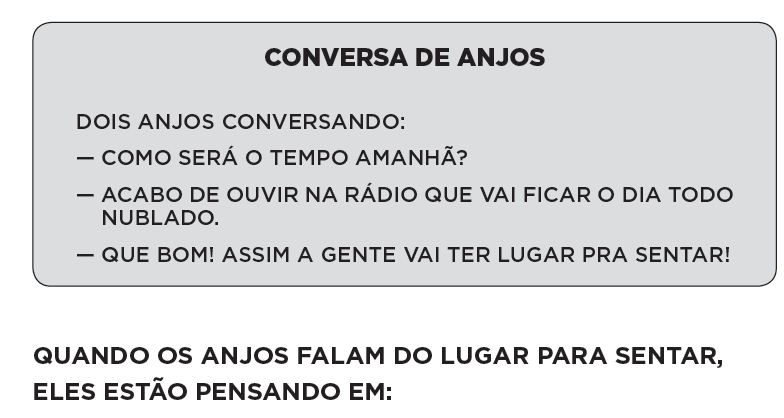 CONVERSA DE ANJOS
DOIS ANJOS CONVERSANDO:
— COMO SERÁ O TEMPO AMANHÃ?
— ACABO DE OUVIR NA RÁDIO QUE VAI FICAR O DIA TODO
NUBLADO.
— QUE BOM! ASSIM A GENTE VAI TER LUGAR PRA SENTAR!
QUANDO OS ANJOS FALAM DO LUGAR PARA SENTAR,
ELES ESTÃO PENSANDO EM: